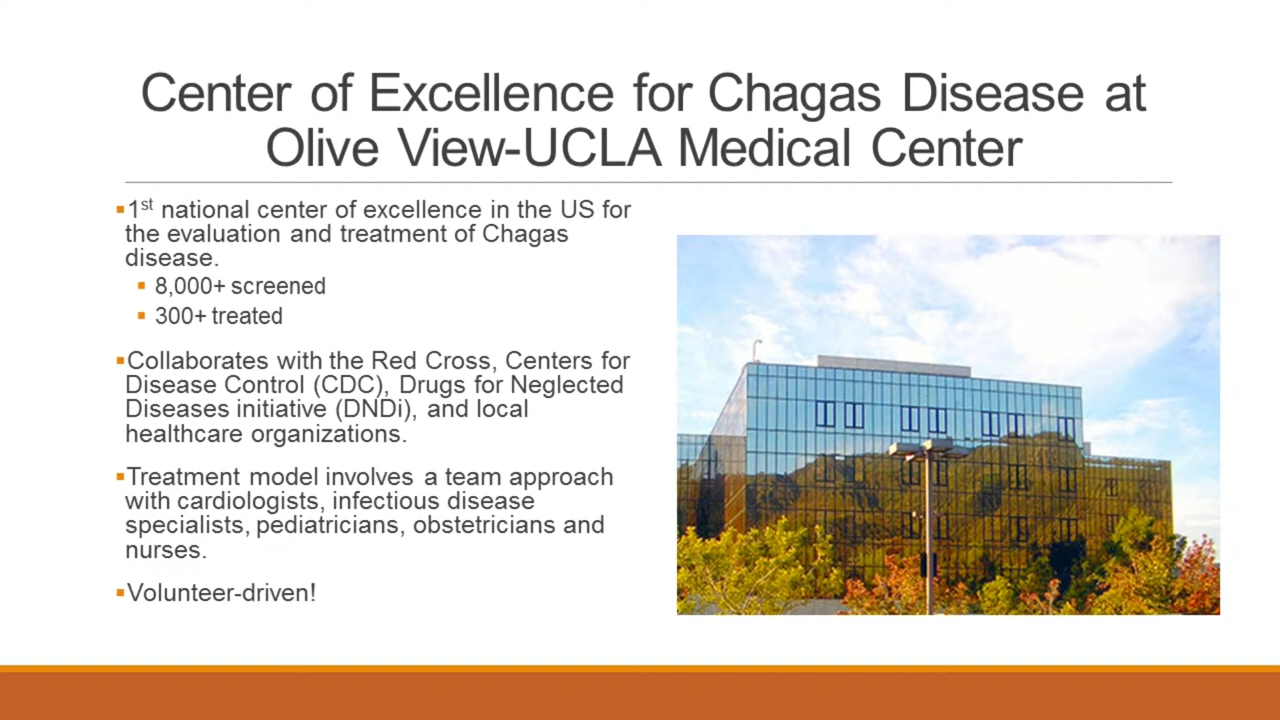 Center of Excellence for Chagas Disease at
Olive View-UCLA Medical Center
▪1st national center of excellence in the US for
the evaluation and treatment of Chagas
disease.
▪ 8,000+ screened
▪ 300+ treated
▪Collaborates with the Red Cross, Centers for
Disease Control (CDC), Drugs for Neglected
Diseases initiative (DNDi), and local
healthcare organizations.
▪Treatment model involves a team approach
with cardiologists, infectious disease
specialists, pediatricians, obstetricians and
nurses.
▪Volunteer-driven!